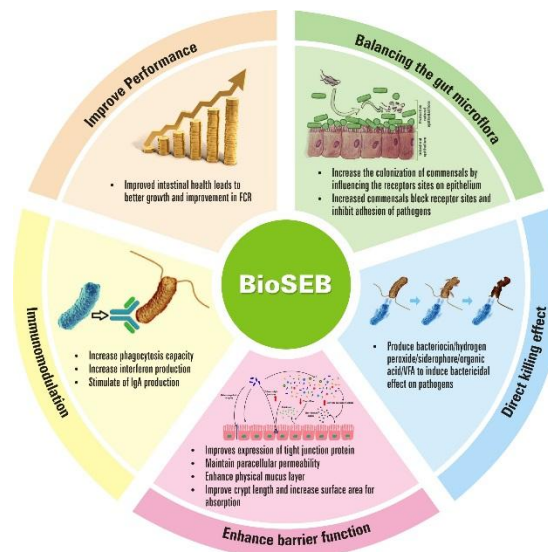 Improve Performance
Improved intestinal health leads to
better growth and improvement in FCR
Balancing the gut microflora
Increase the colonization of commensals by
influencing the receptors sites on epithelium
Increased commensals block receptor sites and
inhibit adhesion of pathogens
BioSEB
Immunomodulation
Increase phagocytosis capacity
Increase interferon production
Stimulate of IgA production
Direct killing effect
Produce bacteriocin/hydrogen
peroxide/siderophore/organic
acid/VFA to induce bactericidal
effect on pathogens
Improves expression of tight junction protein
Maintain paracellular permeability
Enhance physical mucus layer
Improve crypt length and increase surface area for
absorption
Enhance barrier function